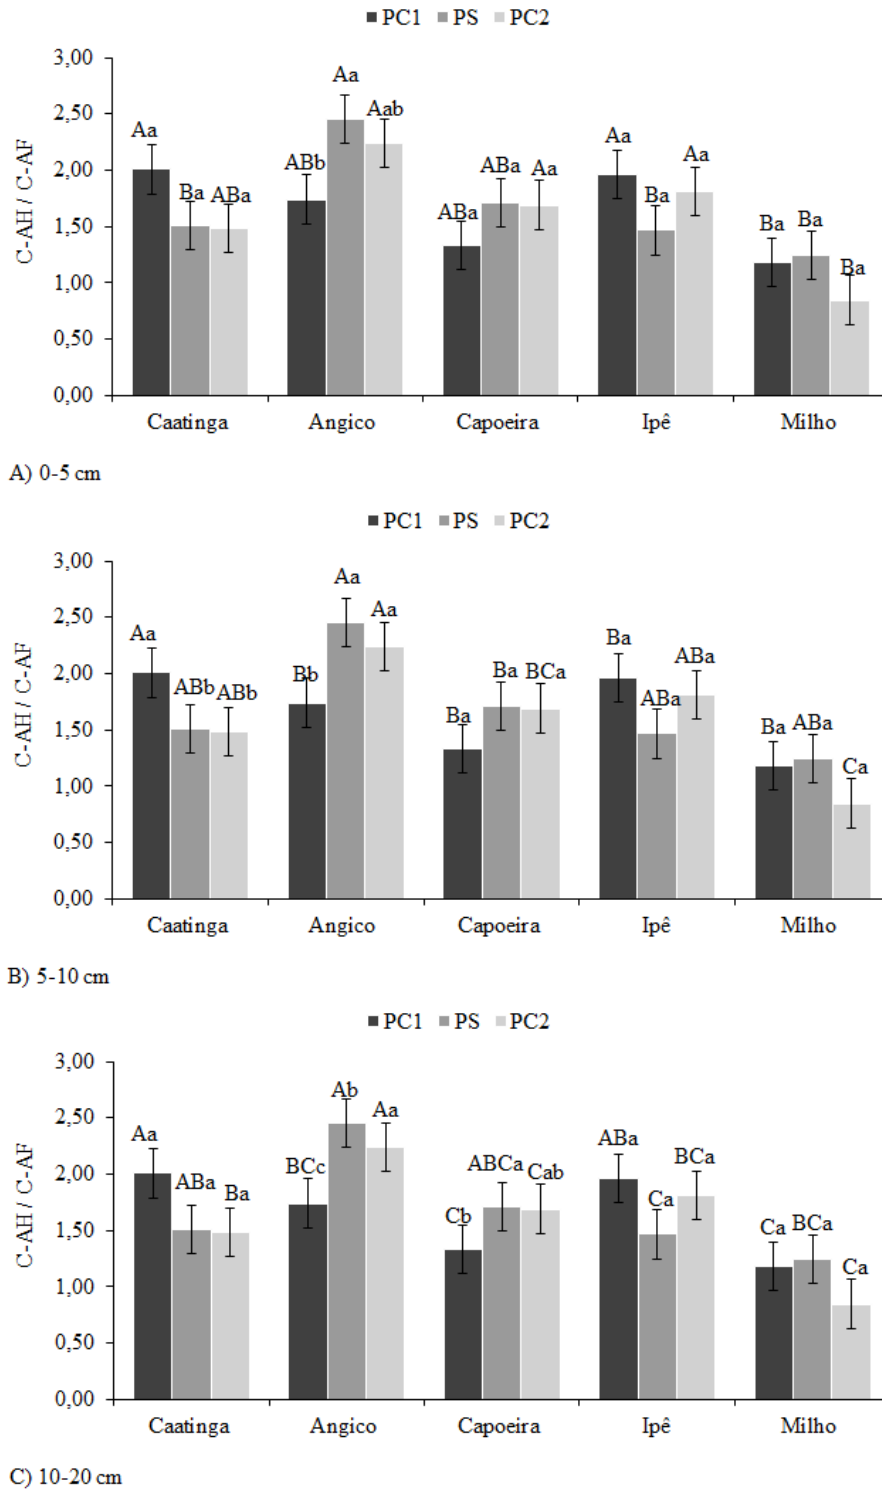 PC1 PS PC2
C-AH / C-AF
3,00
2,50
2,00
1,50
1,00
0,50
0,00
Aa Ba ABa
ABb Aa Aab
ABa ABa Aa
Aa Ba Aa
Ba Ba Ba
Caatinga Angico Capoeira Ipê Milho
A) 0-5 cm
PC1 PS PC2
C-AH / C-AF
3,00
2,50
2,00
1,50
1,00
0,50
0,00
Aa ABb ABb
Bb Aa Aa
Ba Ba BCa
Ba ABa ABa
Ba ABa Ca
Caatinga Angico Capoeira Ipê Milho
B) 5-10 cm
PC1 PS PC2
C-AH / C-AF
3,00
2,50
2,00
1,50
1,00
0,50
0,00
Aa ABa Ba
BCc Ab Aa
Cb ABCa Cab
ABa Ca BCa
Ca BCa Ca
Caatinga Angico Capoeira Ipê Milho
C) 10-20 cm